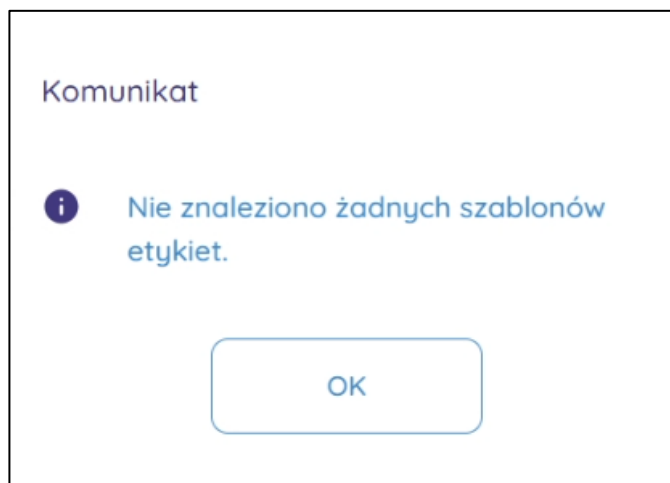 Komunikat
Nie znaleziono żadnych szablonów
etykiet.
OK